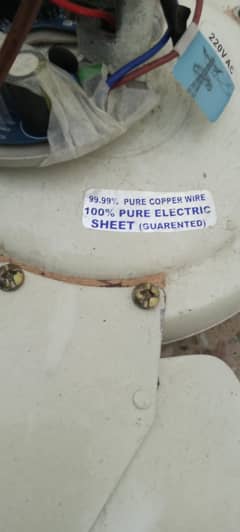 220V AC
99.99% PURE COPPER WIRE
100% PURE ELECTRIC
SHEET (GUARENTED)